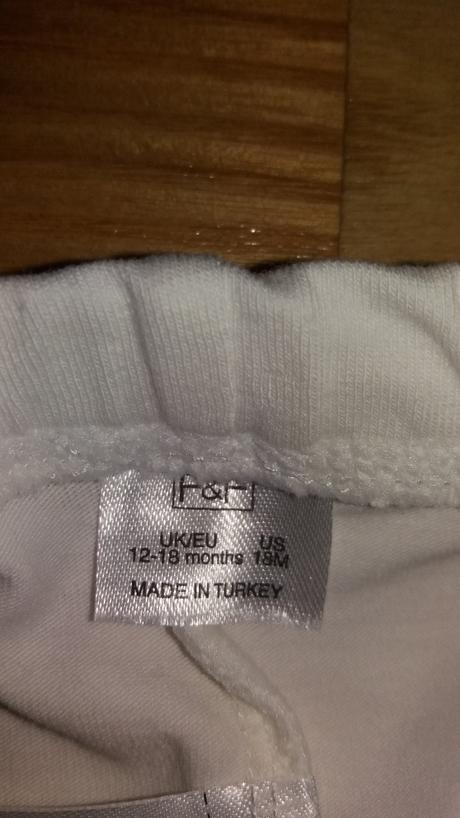 F&F
UK/EU US
12-18 months 18M
MADE IN TURKEY